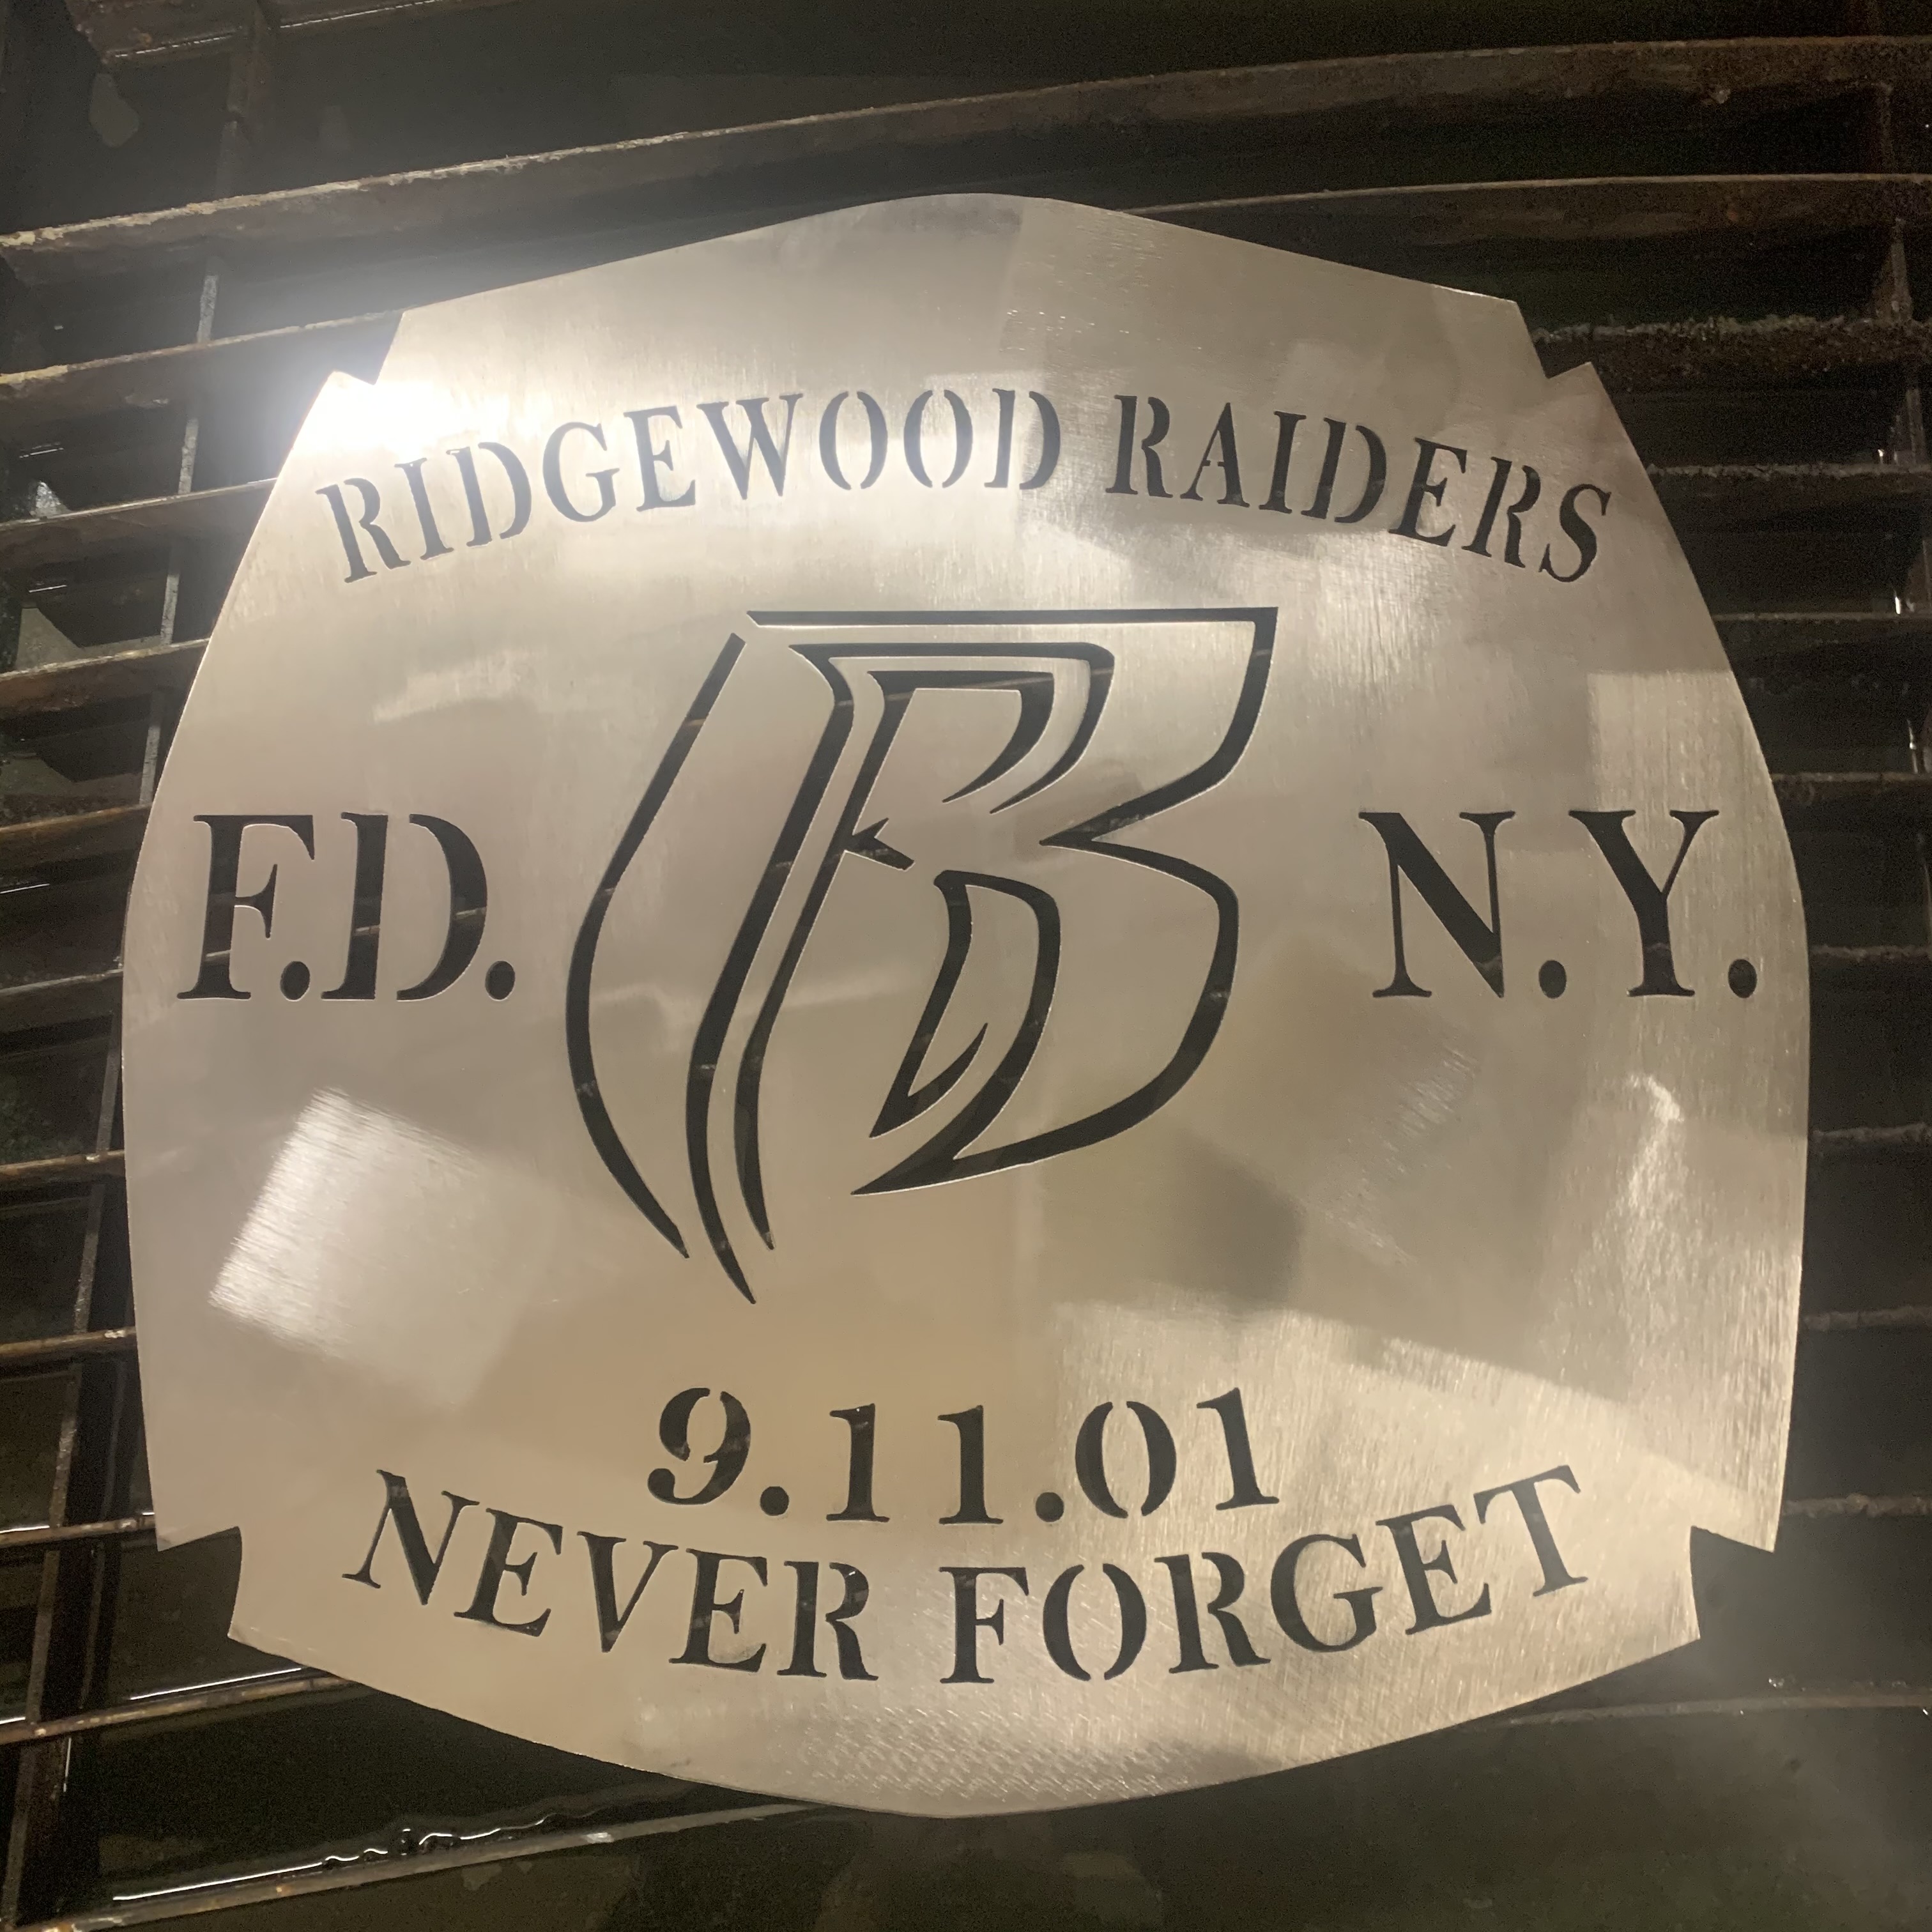 RIDGEWOOD RAIDERS
F.D. R N.Y.
9.11.01
NEVER FORGET